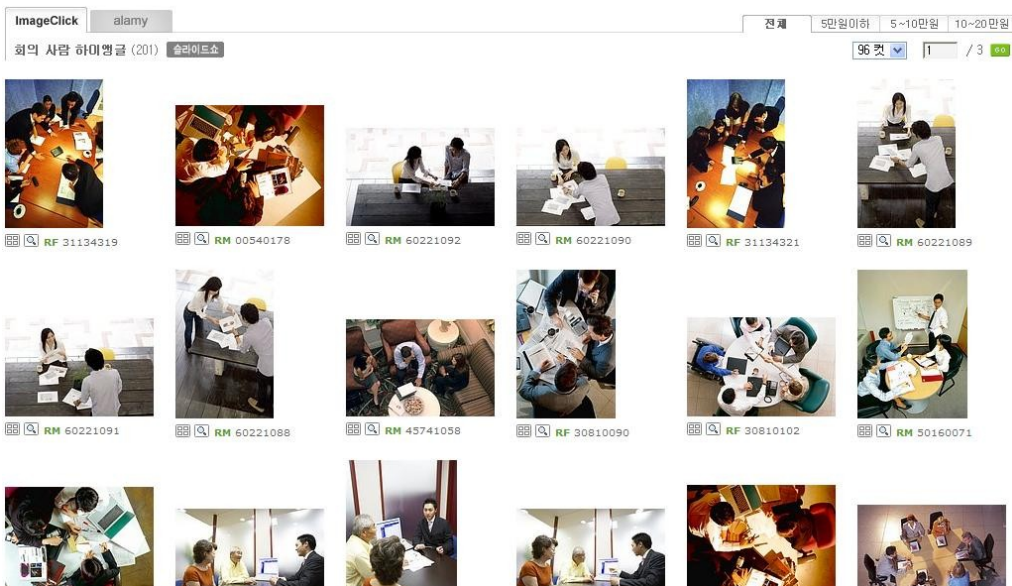 ImageClick alamy
전체 5만원이하 5~10만원 10~20만원
회의 사람 하이앵글 (201) 슬라이드쇼
96 컷 1 / 3 GO
RF 31134319 RM 00540178 RM 60221092 RM 60221090 RF 31134321 RM 60221089
RM 60221091 RM 60221088 RM 45741058 RF 30810090 RF 30810102 RM 50160071